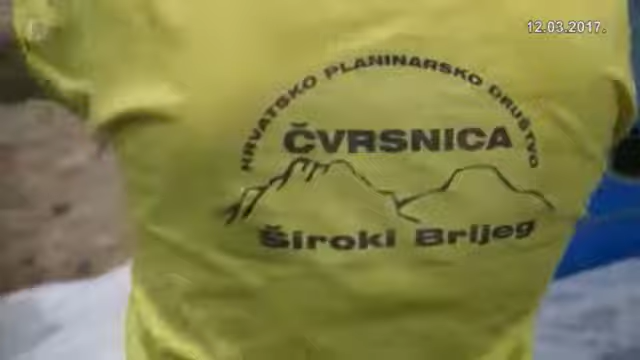 12.03.2017.
HRVATSKO PLANINARSKO DRUŠTVO
ČVRSNICA
Široki Brijeg